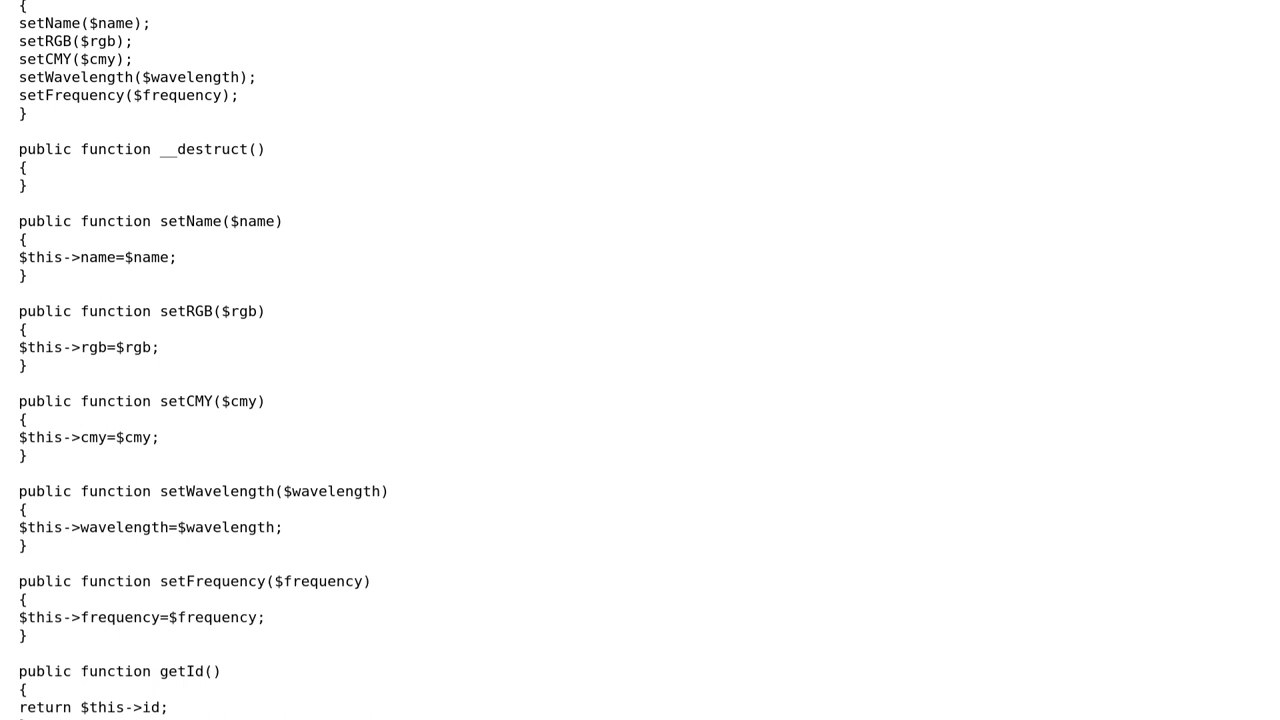 {
setName($name);
setRGB($rgb);
setCMY($cmy);
setWavelength($wavelength);
setFrequency($frequency);
}
public function __destruct()
{
}
public function setName($name)
{
$this->name=$name;
}
public function setRGB($rgb)
{
$this->rgb=$rgb;
}
public function setCMY($cmy)
{
$this->cmy=$cmy;
}
public function setWavelength($wavelength)
{
$this->wavelength=$wavelength;
}
public function setFrequency($frequency)
{
$this->frequency=$frequency;
}
public function getId()
{
return $this->id;
}